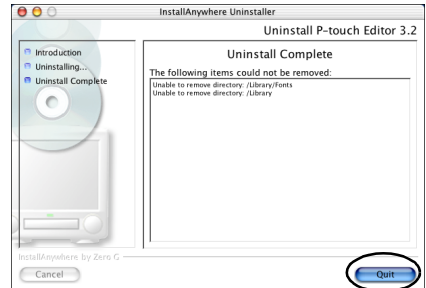 InstallAnywhere Uninstaller
Uninstall P-touch Editor 3.2
Introduction
Uninstalling...
Uninstall Complete
Uninstall Complete
The following items could not be removed:
Unable to remove directory: /Library/Fonts
Unable to remove directory: /Library
InstallAnywhere by Zero G
Cancel
Quit